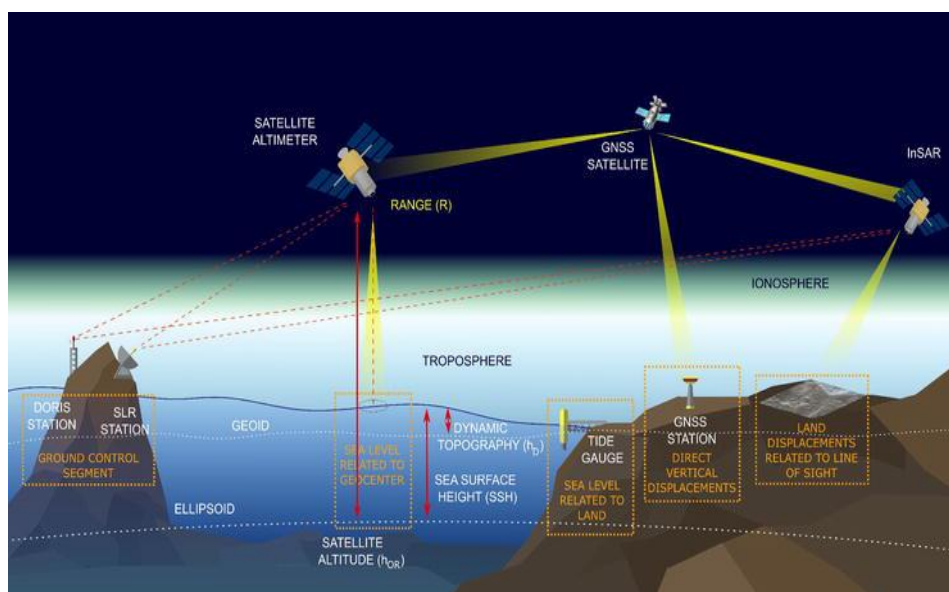 SATELLITE
ALTIMETER
GNSS
SATELLITE
InSAR
RANGE (R)
IONOSPHERE
TROPOSPHERE
DORIS
STATION
SLR
STATION
GROUND CONTROL
SEGMENT
GEOID
SEA LEVEL
RELATED TO
GEOCENTER
DYNAMIC
TOPOGRAPHY (hD)
SEA SURFACE
HEIGHT (SSH)
ELLIPSOID
SATELLITE
ALTITUDE (hOR)
TIDE
GAUGE
SEA LEVEL
RELATED TO
LAND
GNSS
STATION
DIRECT
VERTICAL
DISPLACEMENTS
LAND
DISPLACEMENTS
RELATED TO LINE
OF SIGHT